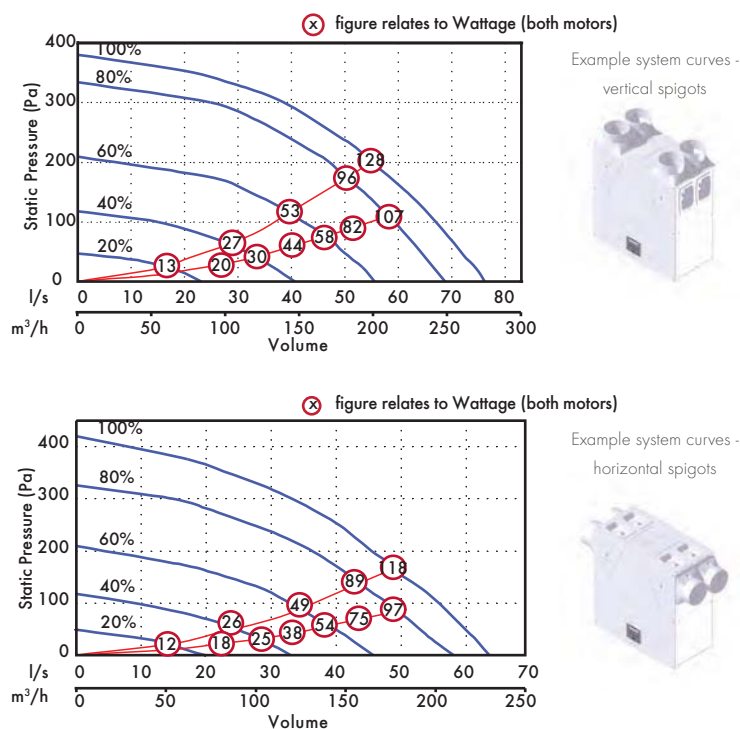 x figure relates to Wattage (both motors)
Static Pressure (Pa)
400
300
200
100
0
100%
80%
60%
40%
20%
13
27
53
96
128
20
30
44
58
82
107
l/s
0 10 20 30 40 50 60 70 80
m³/h
0 50 100 150 200 250 300
Volume
Example system curves -
vertical spigots
x figure relates to Wattage (both motors)
Static Pressure (Pa)
400
300
200
100
0
100%
80%
60%
40%
20%
12
26
49
89
118
18
25
38
54
75
97
l/s
0 10 20 30 40 50 60 70
m³/h
0 50 100 150 200 250
Volume
Example system curves -
horizontal spigots